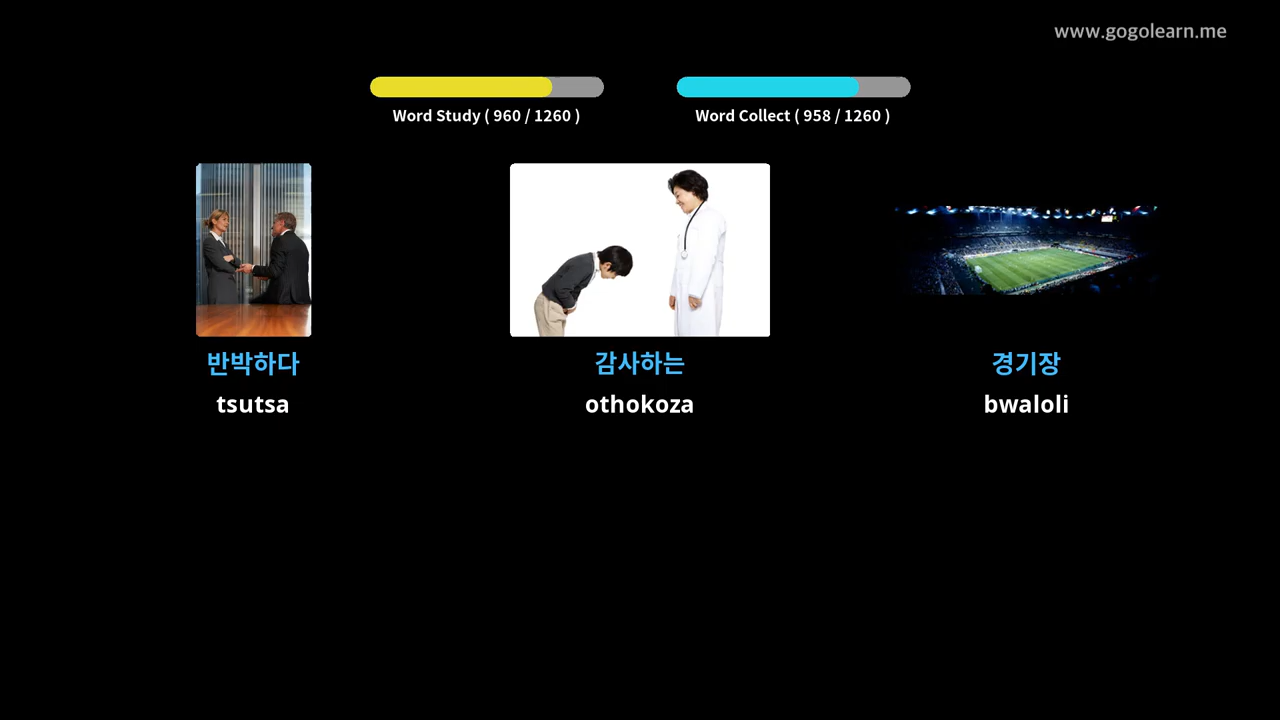 www.gogolearn.me
Word Study ( 960 / 1260 )
Word Collect ( 958 / 1260 )
반박하다
감사하는
경기장
tsutsa
othokoza
bwaloli